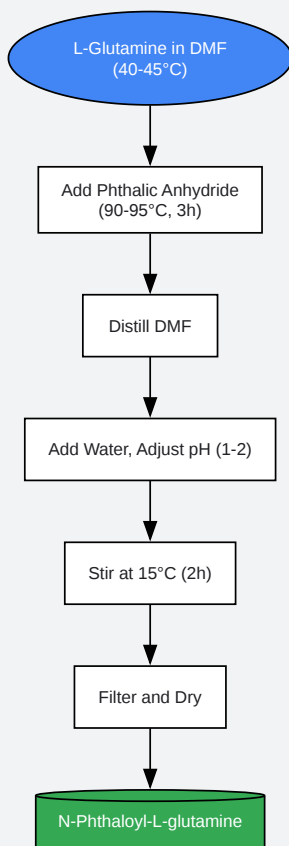 L-Glutamine in DMF
(40-45°C)
Add Phthalic Anhydride
(90-95°C, 3h)
Distill DMF
Add Water, Adjust pH (1-2)
Stir at 15°C (2h)
Filter and Dry
N-Phthaloyl-L-glutamine